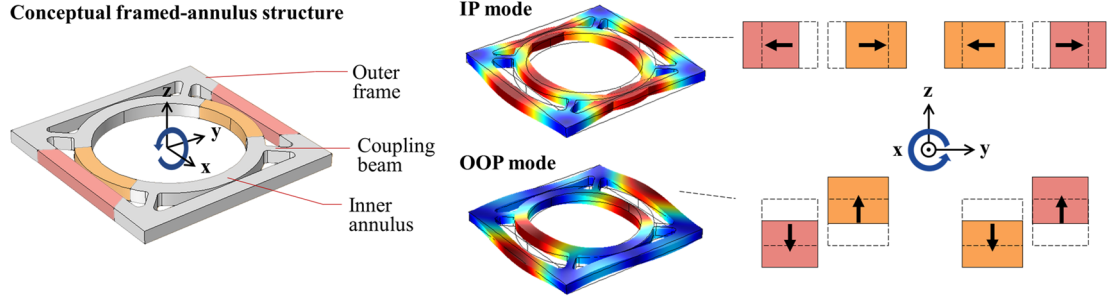 Conceptual framed-annulus structure
z
y
x
Outer
frame
Coupling
beam
Inner
annulus
IP mode
OOP mode
z
x
y